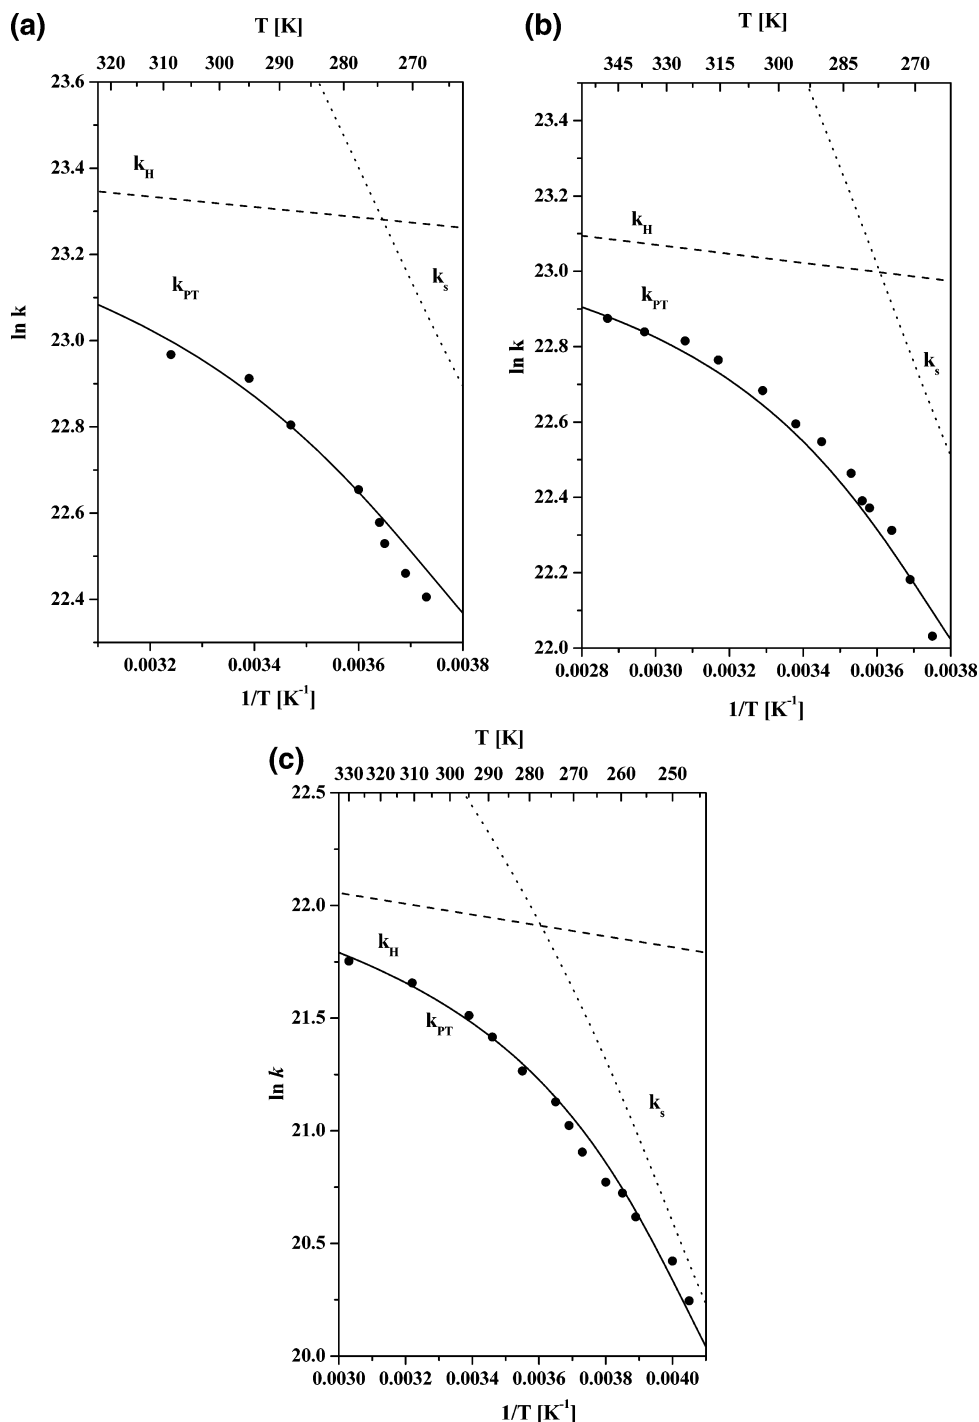 (a)
T [K]
320 310 295 285 278 270
23.6
23.4
23.2
23.0
22.8
22.6
22.4
ln k
k_H
k_PT
k_s
0.0032 0.0034 0.0036 0.0038
1/T [K⁻¹]
(b)
T [K]
345 330 315 300 285 270
23.4
23.2
23.0
22.8
22.6
22.4
22.2
22.0
ln k
k_H
k_PT
k_s
0.0028 0.0030 0.0032 0.0034 0.0036 0.0038
1/T [K⁻¹]
(c)
T [K]
330 320 310 300 290 280 270 260 250
22.5
22.0
21.5
21.0
20.5
20.0
ln k
k_H
k_PT
k_s
0.0030 0.0032 0.0034 0.0036 0.0038 0.0040
1/T [K⁻¹]